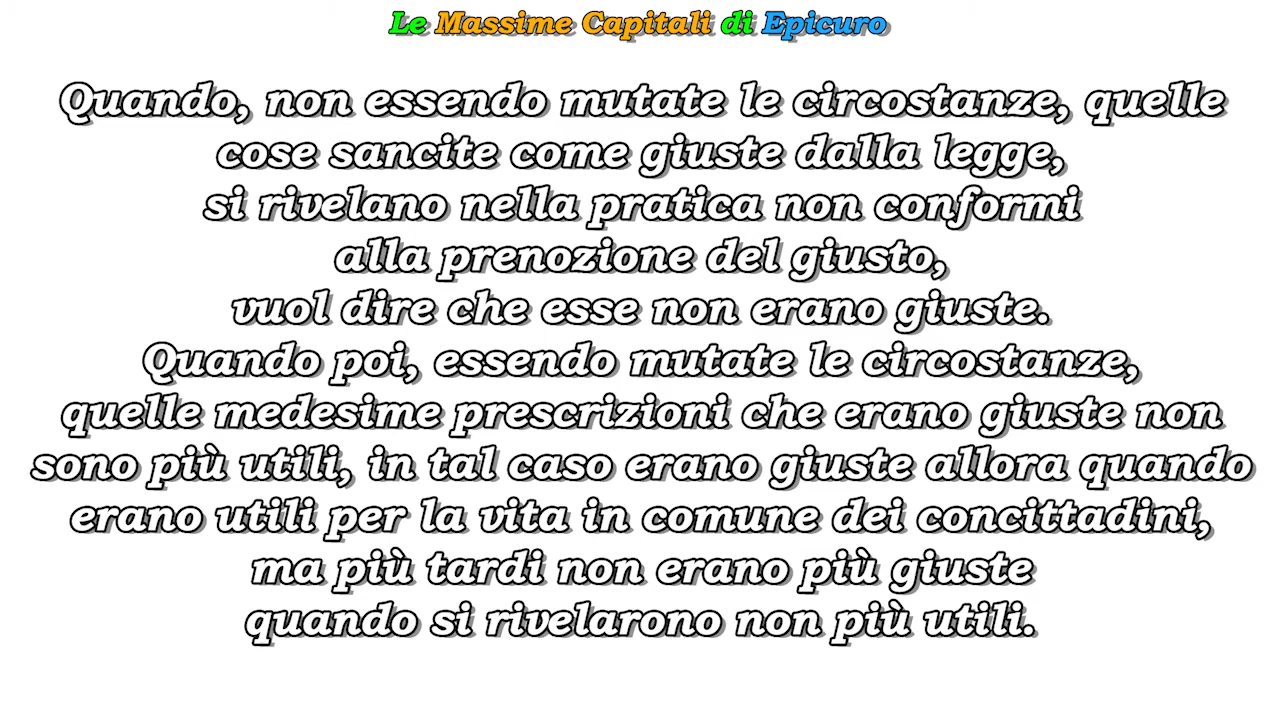 Le Massime Capitali di Epicuro
Quando, non essendo mutate le circostanze, quelle
cose sancite come giuste dalla legge,
si rivelano nella pratica non conformi
alla prenozione del giusto,
vuol dire che esse non erano giuste.
Quando poi, essendo mutate le circostanze,
quelle medesime prescrizioni che erano giuste non
sono più utili, in tal caso erano giuste allora quando
erano utili per la vita in comune dei concittadini,
ma più tardi non erano più giuste
quando si rivelarono non più utili.